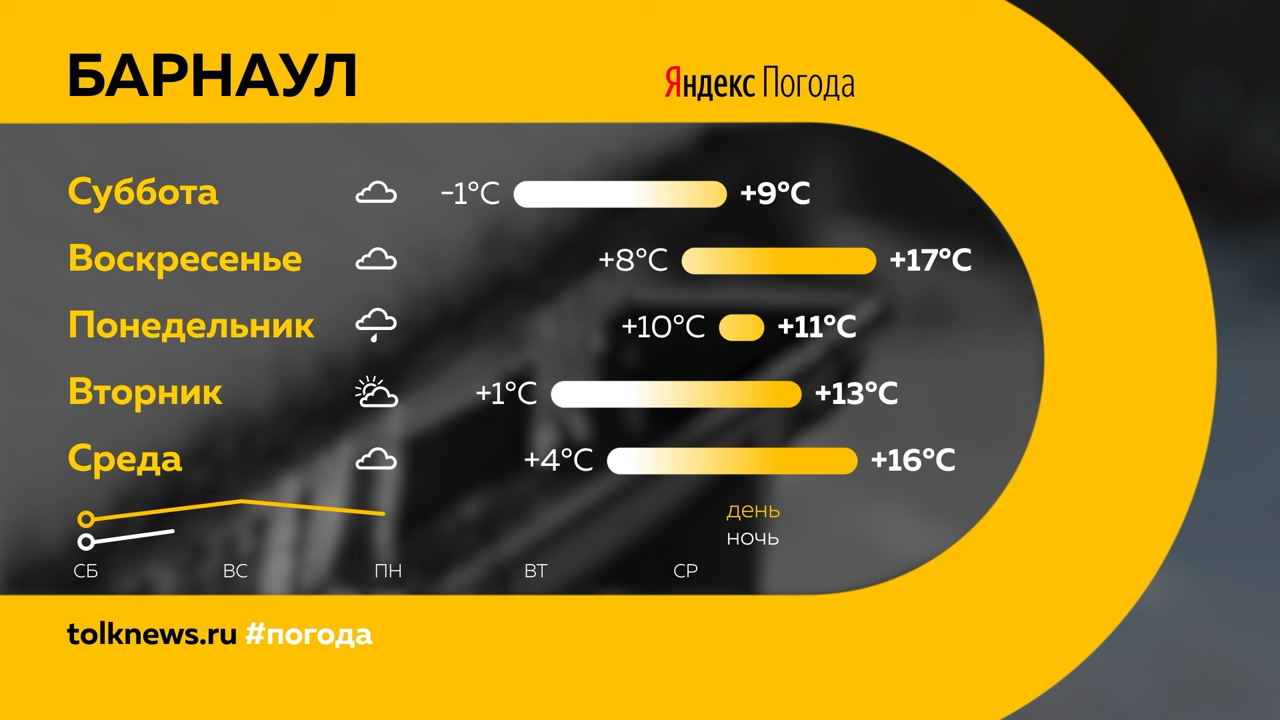 БАРНАУЛ
Яндекс Погода
Суббота -1°C +9°C
Воскресенье +8°C +17°C
Понедельник +10°C +11°C
Вторник +1°C +13°C
Среда +4°C +16°C
день
ночь
СБ ВС ПН ВТ СР
tolknews.ru #погода